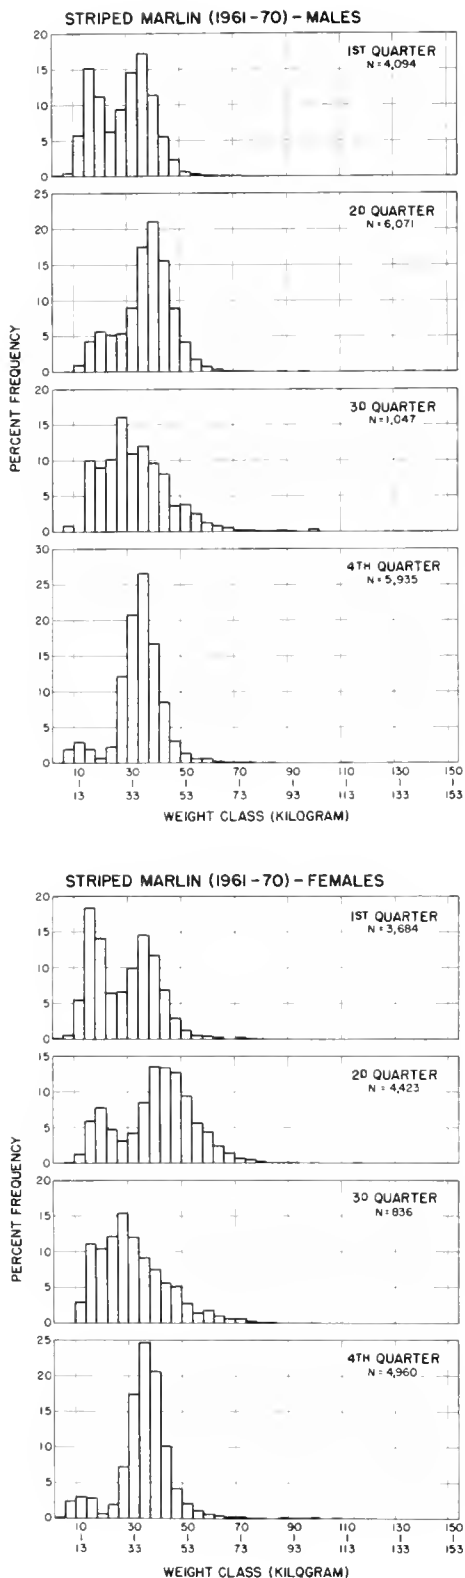 STRIPED MARLIN (1961-70) - MALES
PERCENT FREQUENCY
20
15
10
5
0
1ST QUARTER
N=4,094
25
20
15
10
5
0
2D QUARTER
N=6,071
20
15
10
5
0
3D QUARTER
N=1,047
30
25
20
15
10
5
0
4TH QUARTER
N=5,935
10 30 50 70 90 110 130 150
13 33 53 73 93 113 133 153
WEIGHT CLASS (KILOGRAM)
STRIPED MARLIN (1961-70) - FEMALES
PERCENT FREQUENCY
20
15
10
5
0
1ST QUARTER
N=3,684
15
10
5
0
2D QUARTER
N=4,423
20
15
10
5
0
3D QUARTER
N=836
25
20
15
10
5
0
4TH QUARTER
N=4,960
10 30 50 70 90 110 130 150
13 33 53 73 93 113 133 153
WEIGHT CLASS (KILOGRAM)